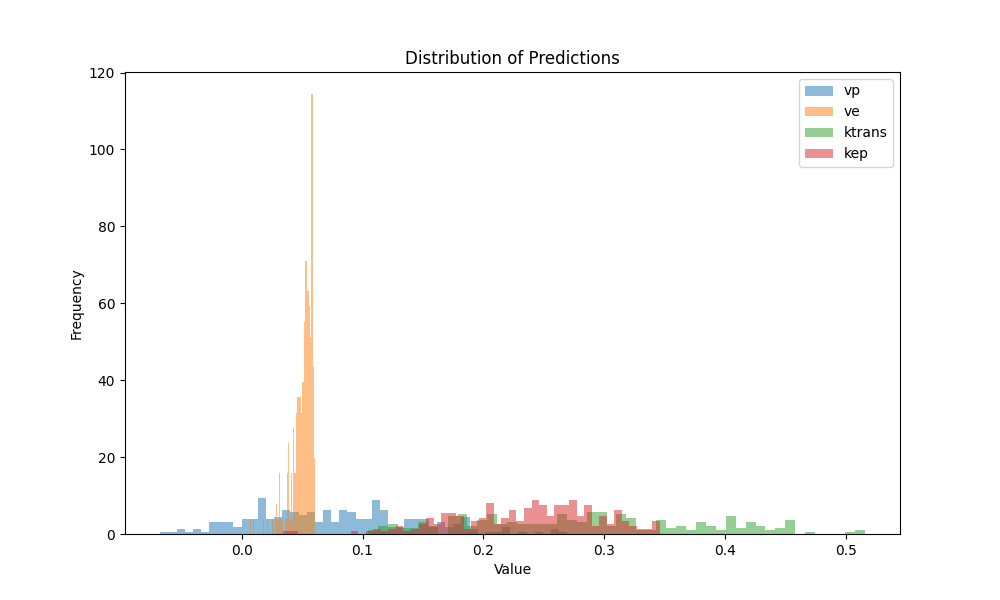 Distribution of Predictions
vp
ve
ktrans
kep
120
100
80
60
40
20
0
Frequency
0.0 0.1 0.2 0.3 0.4 0.5
Value